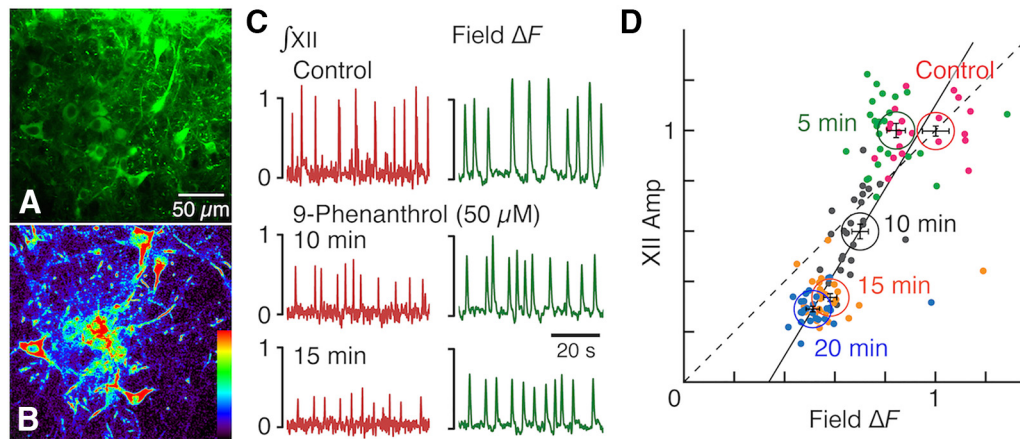 A
50 µm
B
C
∫XII
Field ΔF
Control
1
0
9-Phenanthrol (50 µM)
10 min
1
0
20 s
15 min
1
0
D
XII Amp
1
Control
5 min
10 min
15 min
20 min
0
1
Field ΔF